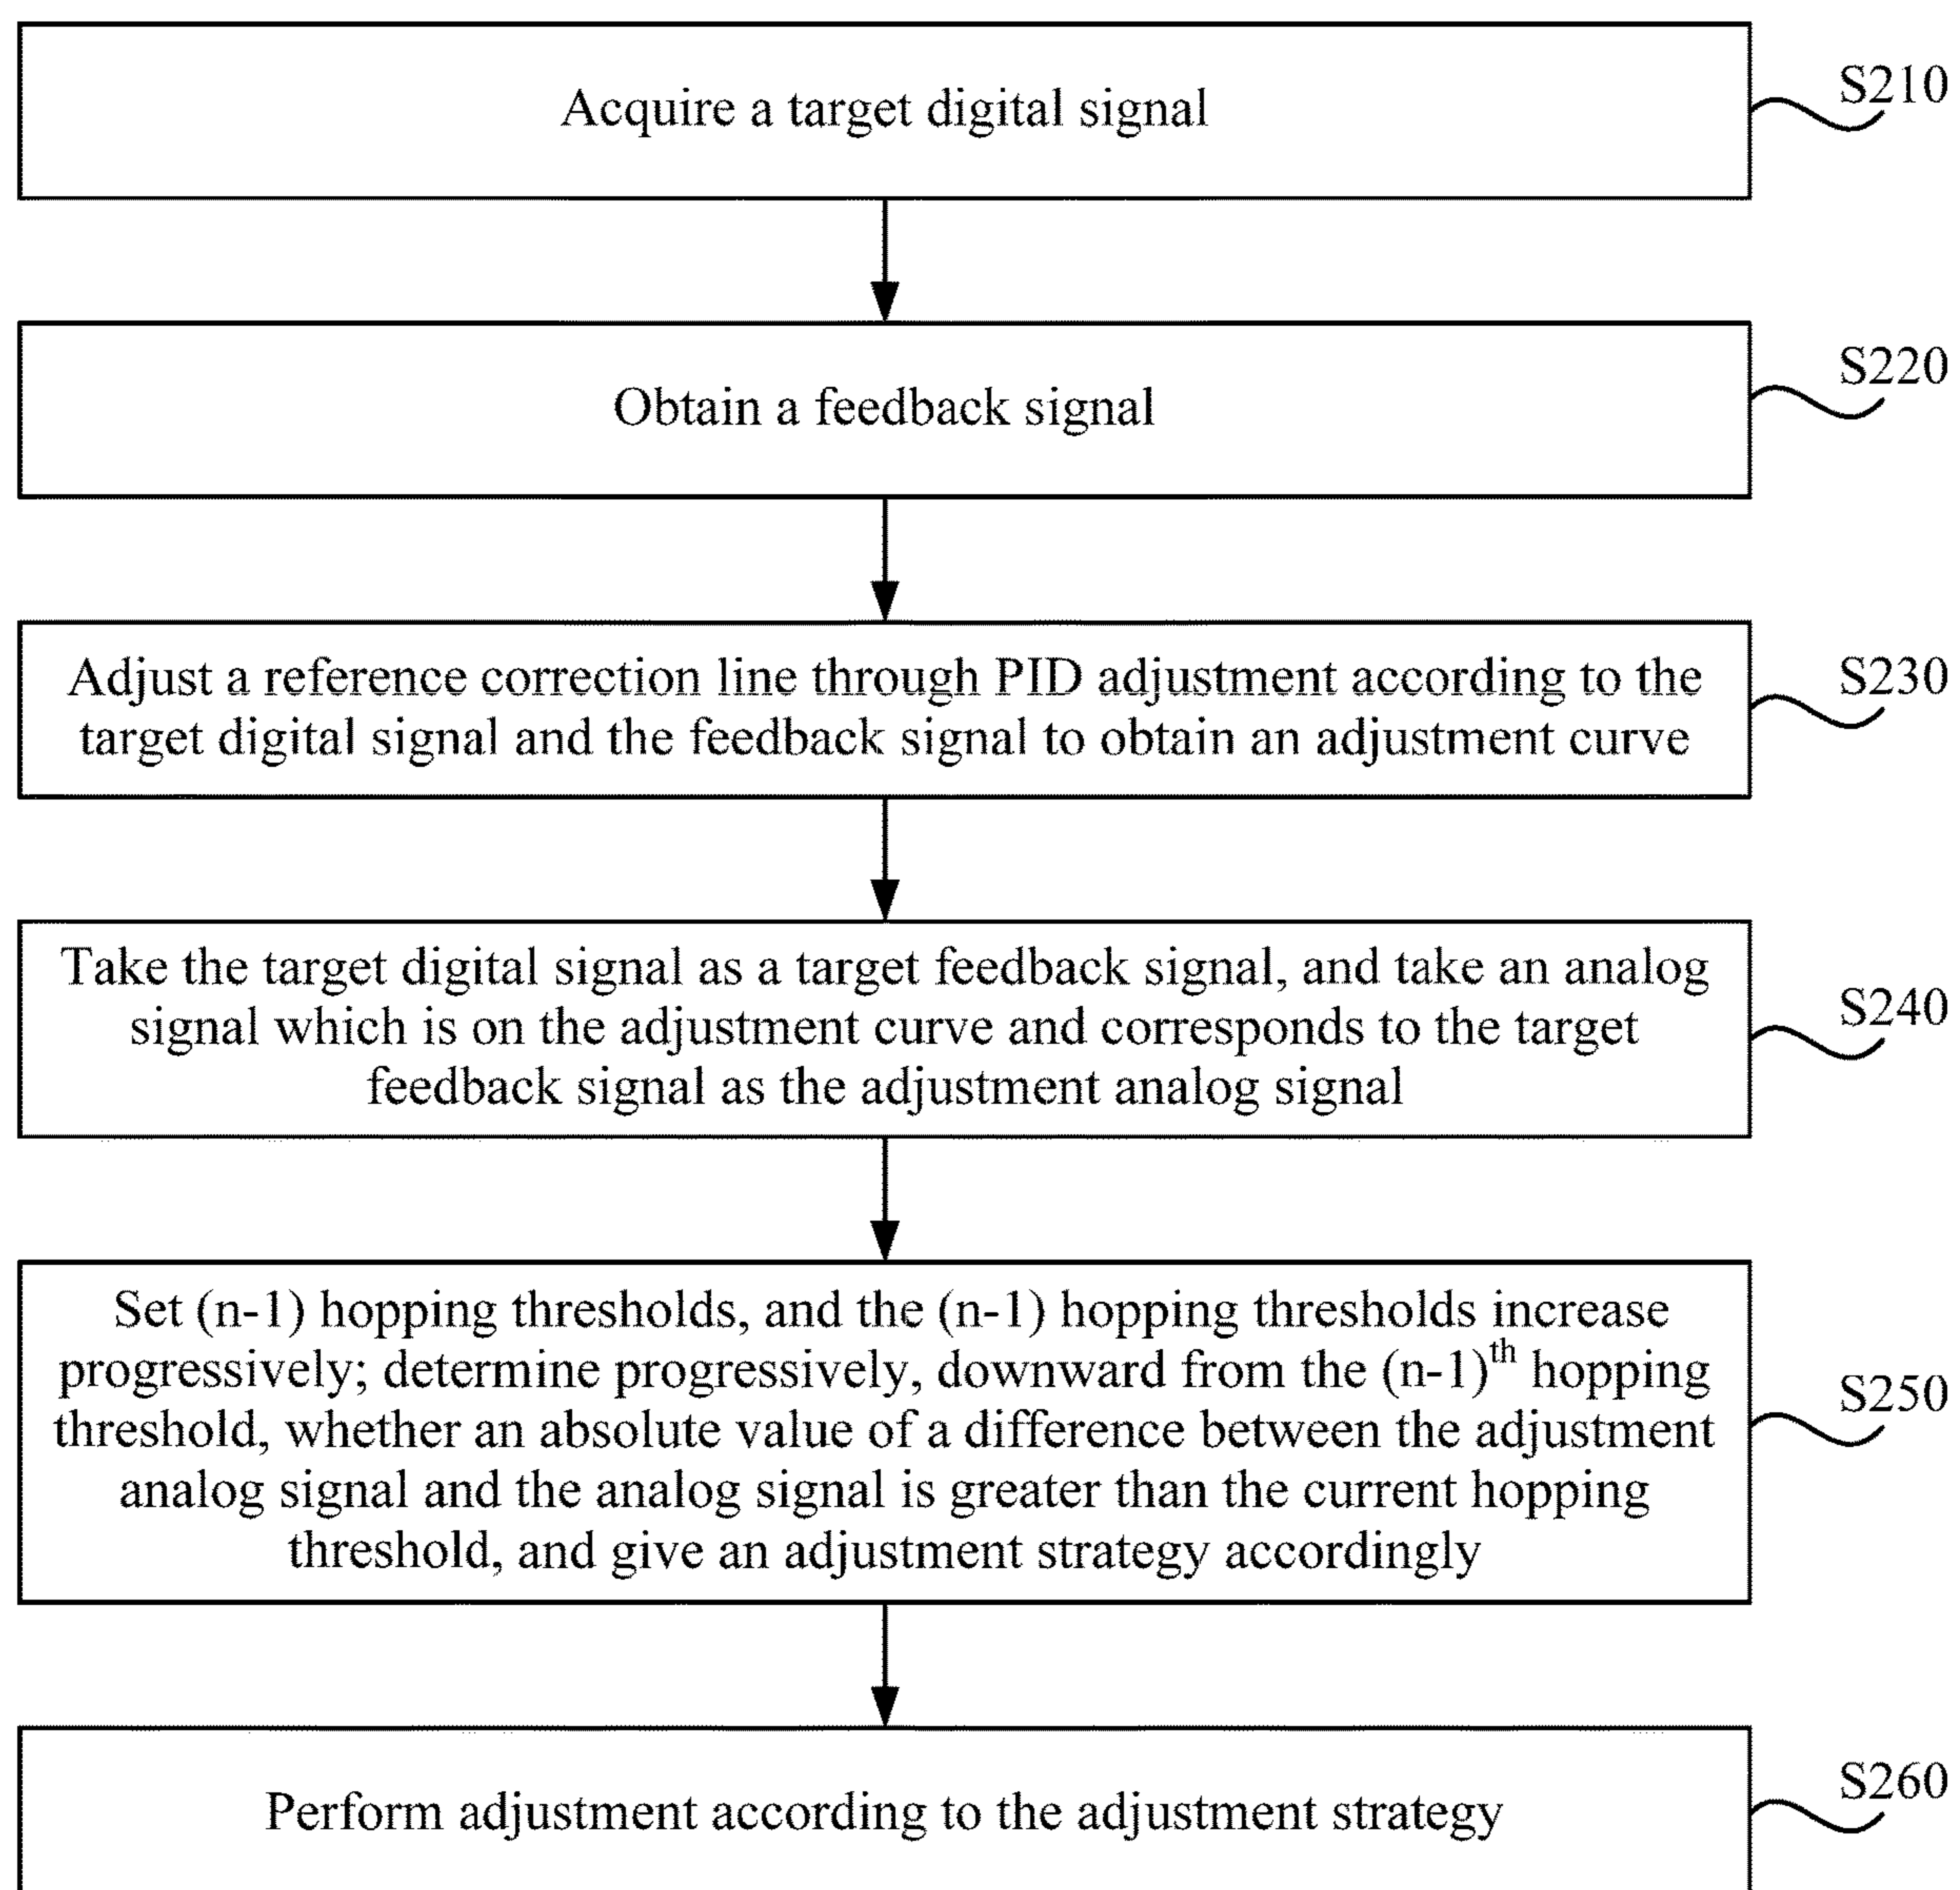 Acquire a target digital signal
S210
Obtain a feedback signal
S220
Adjust a reference correction line through PID adjustment according to the
target digital signal and the feedback signal to obtain an adjustment curve
S230
Take the target digital signal as a target feedback signal, and take an analog
signal which is on the adjustment curve and corresponds to the target
feedback signal as the adjustment analog signal
S240
Set (n-1) hopping thresholds, and the (n-1) hopping thresholds increase
progressively; determine progressively, downward from the (n-1)th hopping
threshold, whether an absolute value of a difference between the adjustment
analog signal and the analog signal is greater than the current hopping
threshold, and give an adjustment strategy accordingly
S250
Perform adjustment according to the adjustment strategy
S260